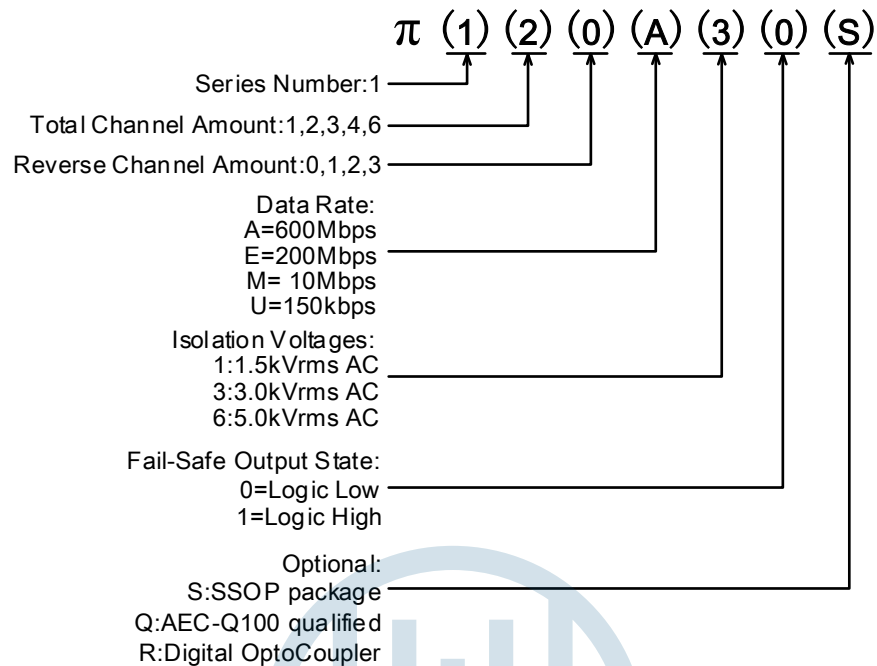 π (1) (2) (0) (A) (3) (0) (S)
Series Number:1
Total Channel Amount:1,2,3,4,6
Reverse Channel Amount:0,1,2,3
Data Rate:
A=600Mbps
E=200Mbps
M= 10Mbps
U=150kbps
Isolation Voltages:
1:1.5kVrms AC
3:3.0kVrms AC
6:5.0kVrms AC
Fail-Safe Output State:
0=Logic Low
1=Logic High
Optional:
S:SSOP package
Q:AEC-Q100 qualified
R:Digital OptoCoupler